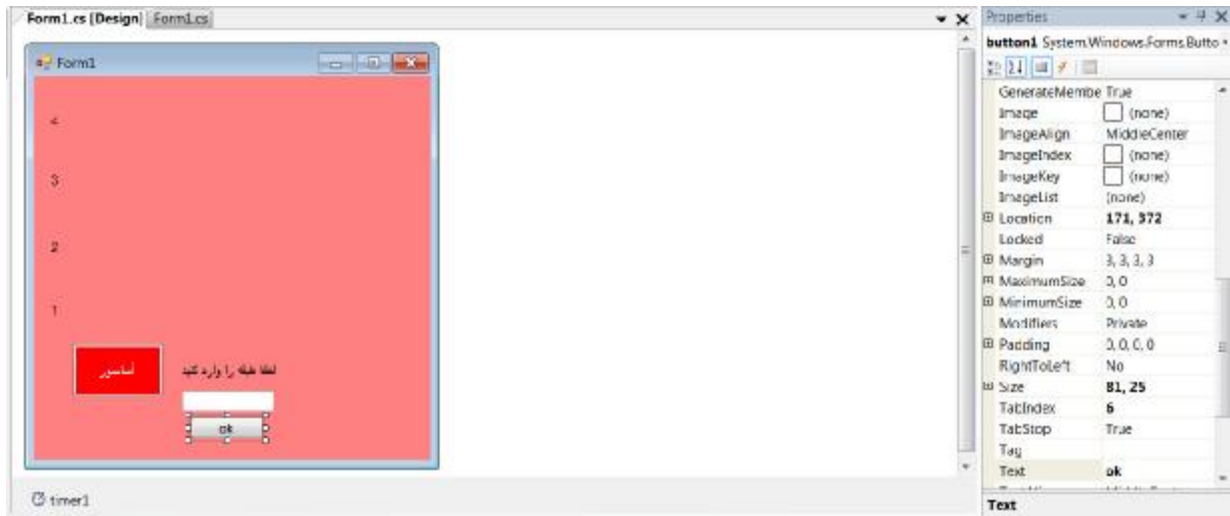 Form1.cs [Design] Form1.cs
Form1
4
3
2
1
آسانسور
لطفا طبقه را وارد کنید
ok
timer1
Properties
button1 System.Windows.Forms.Butto
GenerateMembe True
Image (none)
ImageAlign MiddleCenter
ImageIndex (none)
ImageKey (none)
ImageList (none)
Location 171, 372
Locked False
Margin 3, 3, 3, 3
MaximumSize 0, 0
MinimumSize 0, 0
Modifiers Private
Padding 0, 0, 0, 0
RightToLeft No
Size 81, 25
TabIndex 6
TabStop True
Tag
Text ok
Text